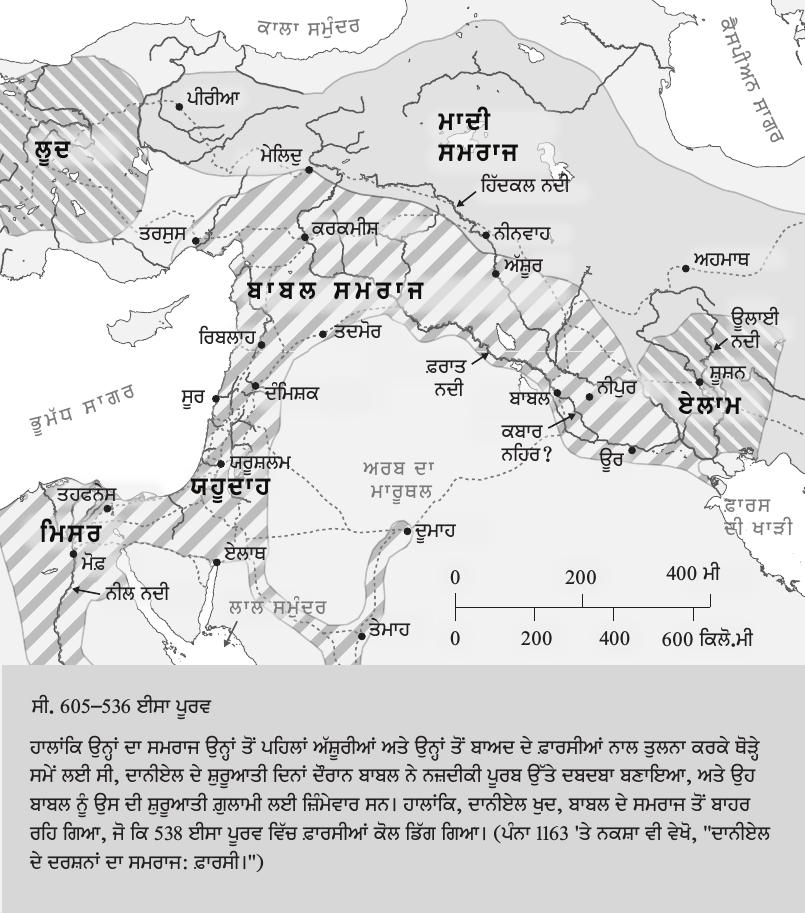 ਕਾਲਾ ਸਮੁੰਦਰ
ਕੈਸਪੀਅਨ ਸਾਗਰ
ਪੀਰੀਆ
ਮਾਦੀ
ਸਮਰਾਜ
ਲੂਦ
ਮੇਲਿਦੁ
ਹਿੱਦਕਲ ਨਦੀ
ਤਰਸੁਸ
ਕਰਕਮੀਸ਼
ਨੀਨਵਾਹ
ਅੱਸ਼ੂਰ
ਅਹਮਾਥ
ਬਾਬਲ ਸਮਰਾਜ
ਊਲਾਈ
ਨਦੀ
ਰਿਬਲਾਹ
ਤਦਮੋਰ
ਫ਼ਰਾਤ
ਨਦੀ
ਸ਼ੂਸ਼ਨ
ਸੂਰ
ਦੰਮਿਸ਼ਕ
ਬਾਬਲ
ਨੀਪੁਰ
ਏਲਾਮ
ਭੂਮੱਧ ਸਾਗਰ
ਕਬਾਰ
ਨਹਿਰ?
ਊਰ
ਯਰੂਸ਼ਲਮ
ਅਰਬ ਦਾ
ਮਾਰੂਥਲ
ਯਹੂਦਾਹ
ਤਹਫਨਸ
ਫ਼ਾਰਸ
ਦੀ ਖਾੜੀ
ਮਿਸਰ
ਦੂਮਾਹ
ਮੋਫ਼
ਏਲਾਥ
ਨੀਲ ਨਦੀ
ਲਾਲ ਸਮੁੰਦਰ
ਤੇਮਾਹ
0 200 400 ਮੀ
0 200 400 600 ਕਿਲੋ.ਮੀ
ਸੀ. 605–536 ਈਸਾ ਪੂਰਵ
ਹਾਲਾਂਕਿ ਉਨ੍ਹਾਂ ਦਾ ਸਮਰਾਜ ਉਨ੍ਹਾਂ ਤੋਂ ਪਹਿਲਾਂ ਅੱਸ਼ੂਰੀਆਂ ਅਤੇ ਉਨ੍ਹਾਂ ਤੋਂ ਬਾਅਦ ਦੇ ਫ਼ਾਰਸੀਆਂ ਨਾਲ ਤੁਲਨਾ ਕਰਕੇ ਥੋੜ੍ਹੇ
ਸਮੇਂ ਲਈ ਸੀ, ਦਾਨੀਏਲ ਦੇ ਸ਼ੁਰੂਆਤੀ ਦਿਨਾਂ ਦੌਰਾਨ ਬਾਬਲ ਨੇ ਨਜ਼ਦੀਕੀ ਪੂਰਬ ਉੱਤੇ ਦਬਦਬਾ ਬਣਾਇਆ, ਅਤੇ ਉਹ
ਬਾਬਲ ਨੂੰ ਉਸ ਦੀ ਸ਼ੁਰੂਆਤੀ ਗ਼ੁਲਾਮੀ ਲਈ ਜ਼ਿੰਮੇਵਾਰ ਸਨ। ਹਾਲਾਂਕਿ, ਦਾਨੀਏਲ ਖੁਦ, ਬਾਬਲ ਦੇ ਸਮਰਾਜ ਤੋਂ ਬਾਹਰ
ਰਹਿ ਗਿਆ, ਜੋ ਕਿ 538 ਈਸਾ ਪੂਰਵ ਵਿੱਚ ਫ਼ਾਰਸੀਆਂ ਕੋਲ ਡਿੱਗ ਗਿਆ। (ਪੰਨਾ 1163 'ਤੇ ਨਕਸ਼ਾ ਵੀ ਵੇਖੋ, "ਦਾਨੀਏਲ
ਦੇ ਦਰਸ਼ਨਾਂ ਦਾ ਸਮਰਾਜ: ਫ਼ਾਰਸੀ।")